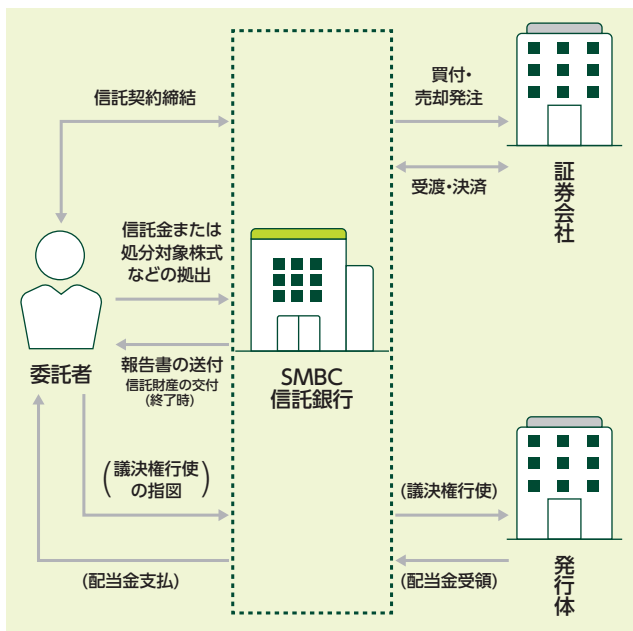 信託契約締結
買付・
売却発注
受渡・決済
証券会社
信託金または
処分対象株式
などの拠出
委託者
報告書の送付
信託財産の交付
(終了時)
SMBC
信託銀行
(議決権行使
の指図)
(議決権行使)
(配当金支払)
(配当金受領)
発行体